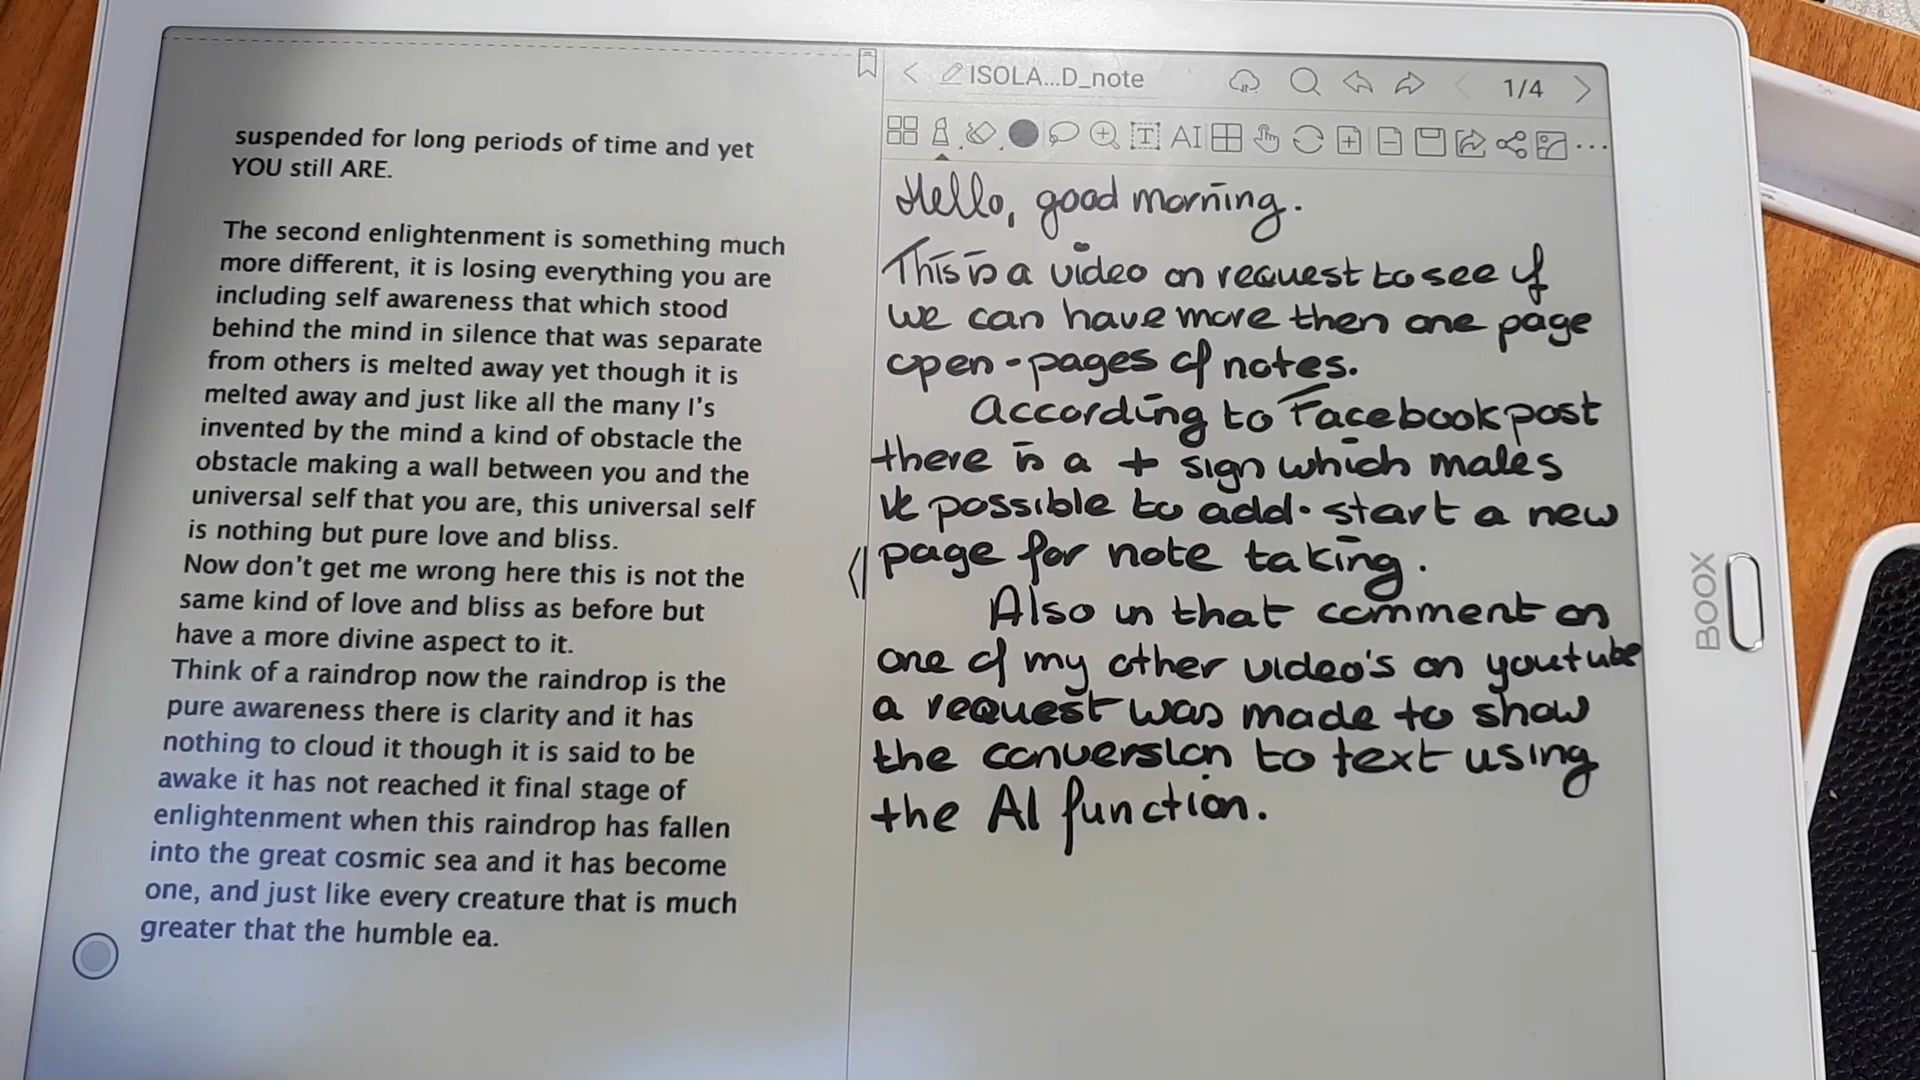 suspended for long periods of time and yet
YOU still ARE.
The second enlightenment is something much
more different, it is losing everything you are
including self awareness that which stood
behind the mind in silence that was separate
from others is melted away yet though it is
melted away and just like all the many I's
invented by the mind a kind of obstacle the
obstacle making a wall between you and the
universal self that you are, this universal self
is nothing but pure love and bliss.
Now don't get me wrong here this is not the
same kind of love and bliss as before but
have a more divine aspect to it.
Think of a raindrop now the raindrop is the
pure awareness there is clarity and it has
nothing to cloud it though it is said to be
awake it has not reached it final stage of
enlightenment when this raindrop has fallen
into the great cosmic sea and it has become
one, and just like every creature that is much
greater that the humble ea.
ISOLA...D_note
1/4
AI
Hello, good morning.
This is a video on request to see if
we can have more then one page
open - pages of notes.
According to Facebook post
there is a + sign which males
it possible to add. start a new
page for note taking.
Also in that comment on
one of my other video's on youtube
a request was made to show
the conversion to text using
the AI function.
BOOX